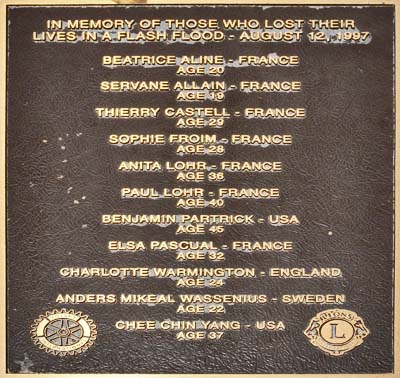 IN MEMORY OF THOSE WHO LOST THEIR
LIVES IN A FLASH FLOOD - AUGUST 12, 1997
BEATRICE ALINE - FRANCE
AGE 20
SERVANE ALLAIN - FRANCE
AGE 19
THIERRY CASTELL - FRANCE
AGE 29
SOPHIE FROIM - FRANCE
AGE 28
ANITA LOHR - FRANCE
AGE 36
PAUL LOHR - FRANCE
AGE 40
BENJAMIN PARTRICK - USA
AGE 45
ELSA PASCUAL - FRANCE
AGE 32
CHARLOTTE WARMINGTON - ENGLAND
AGE 24
ANDERS MIKEAL WASSENIUS - SWEDEN
AGE 22
CHEE CHIN YANG - USA
AGE 37
LIONS
L